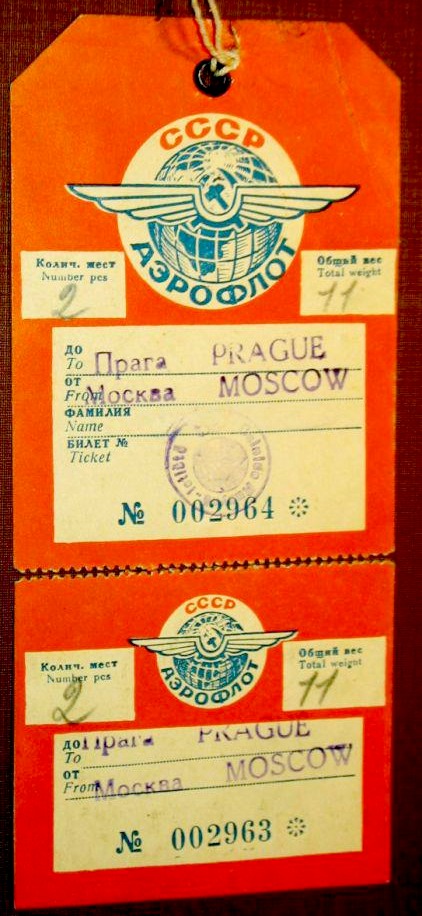 СССР
АЭРОФЛОТ
Колич. мест
Number pcs
2
Общий вес
Total weight
11
ДО
To Прага PRAGUE
ОТ
From Москва MOSCOW
ФАМИЛИЯ
Name
БИЛЕТ №
Ticket
№ 002964
СССР
АЭРОФЛОТ
Колич. мест
Number pcs
2
Общий вес
Total weight
11
ДО Прага PRAGUE
To
ОТ
From Москва MOSCOW
№ 002963